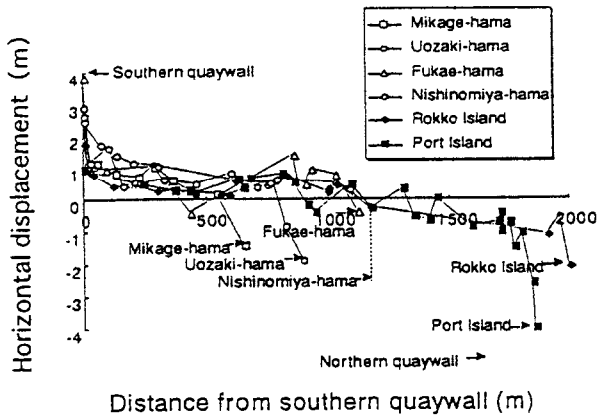 Mikage-hama
Uozaki-hama
Fukae-hama
Nishinomiya-hama
Rokko Island
Port Island
Southern quaywall
Horizontal displacement (m)
4
3
2
1
0
-1
-2
-3
-4
0
500
1000
1500
2000
Fukae-hama
Mikage-hama
Uozaki-hama
Nishinomiya-hama
Rokko Island
Port Island
Northern quaywall
Distance from southern quaywall (m)